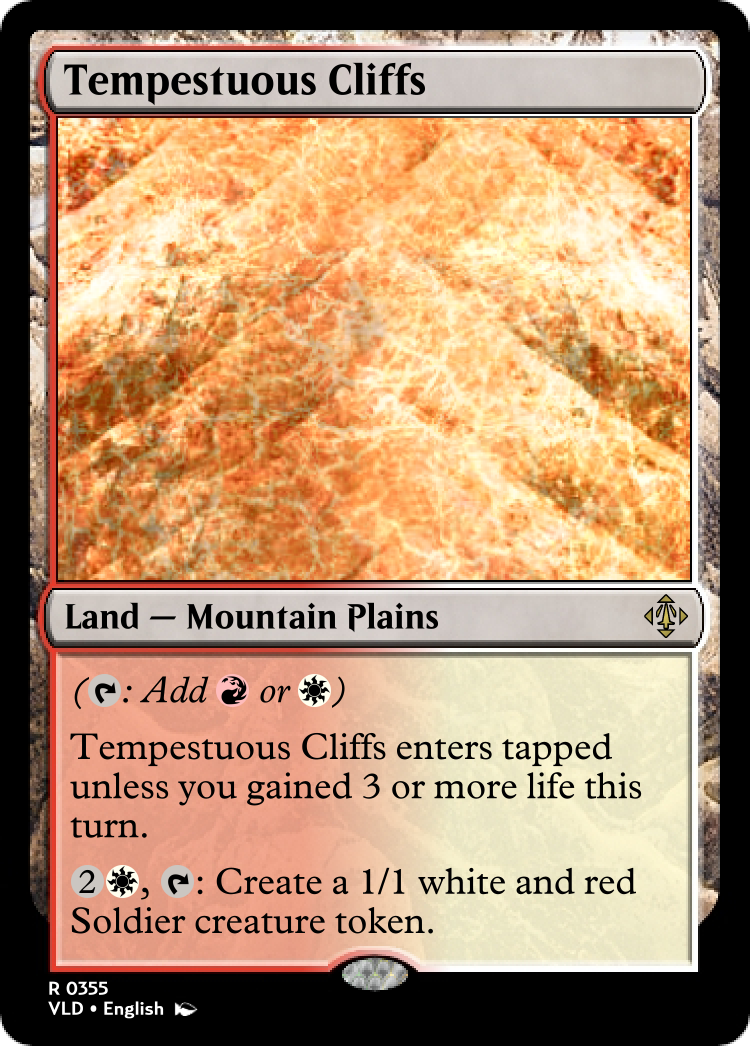 Tempestuous Cliffs
Land — Mountain Plains
(: Add or )
Tempestuous Cliffs enters tapped
unless you gained 3 or more life this
turn.
2, : Create a 1/1 white and red
Soldier creature token.
R 0355
VLD • English